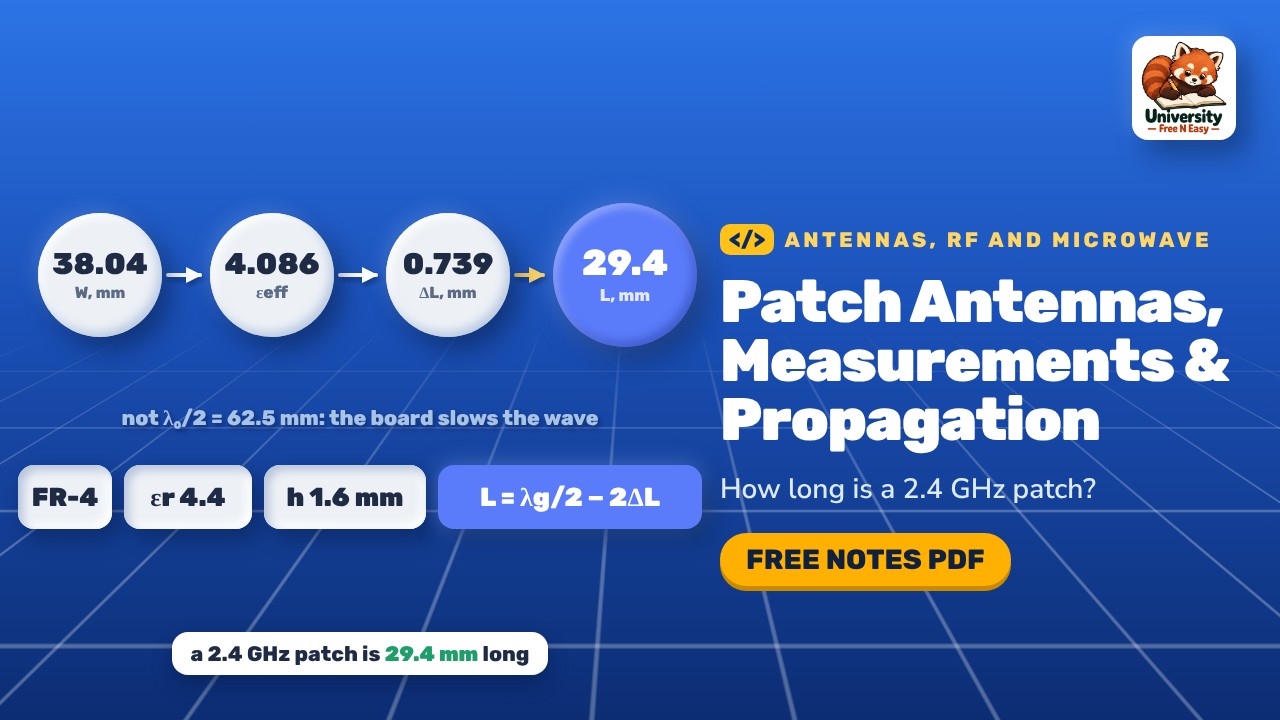 University
— Free N Easy —
38.04
W, mm
4.086
εeff
0.739
ΔL, mm
29.4
L, mm
not λ₀/2 = 62.5 mm: the board slows the wave
FR-4
εr 4.4
h 1.6 mm
L = λg/2 – 2ΔL
a 2.4 GHz patch is 29.4 mm long
</> ANTENNAS, RF AND MICROWAVE
Patch Antennas,
Measurements &
Propagation
How long is a 2.4 GHz patch?
FREE NOTES PDF